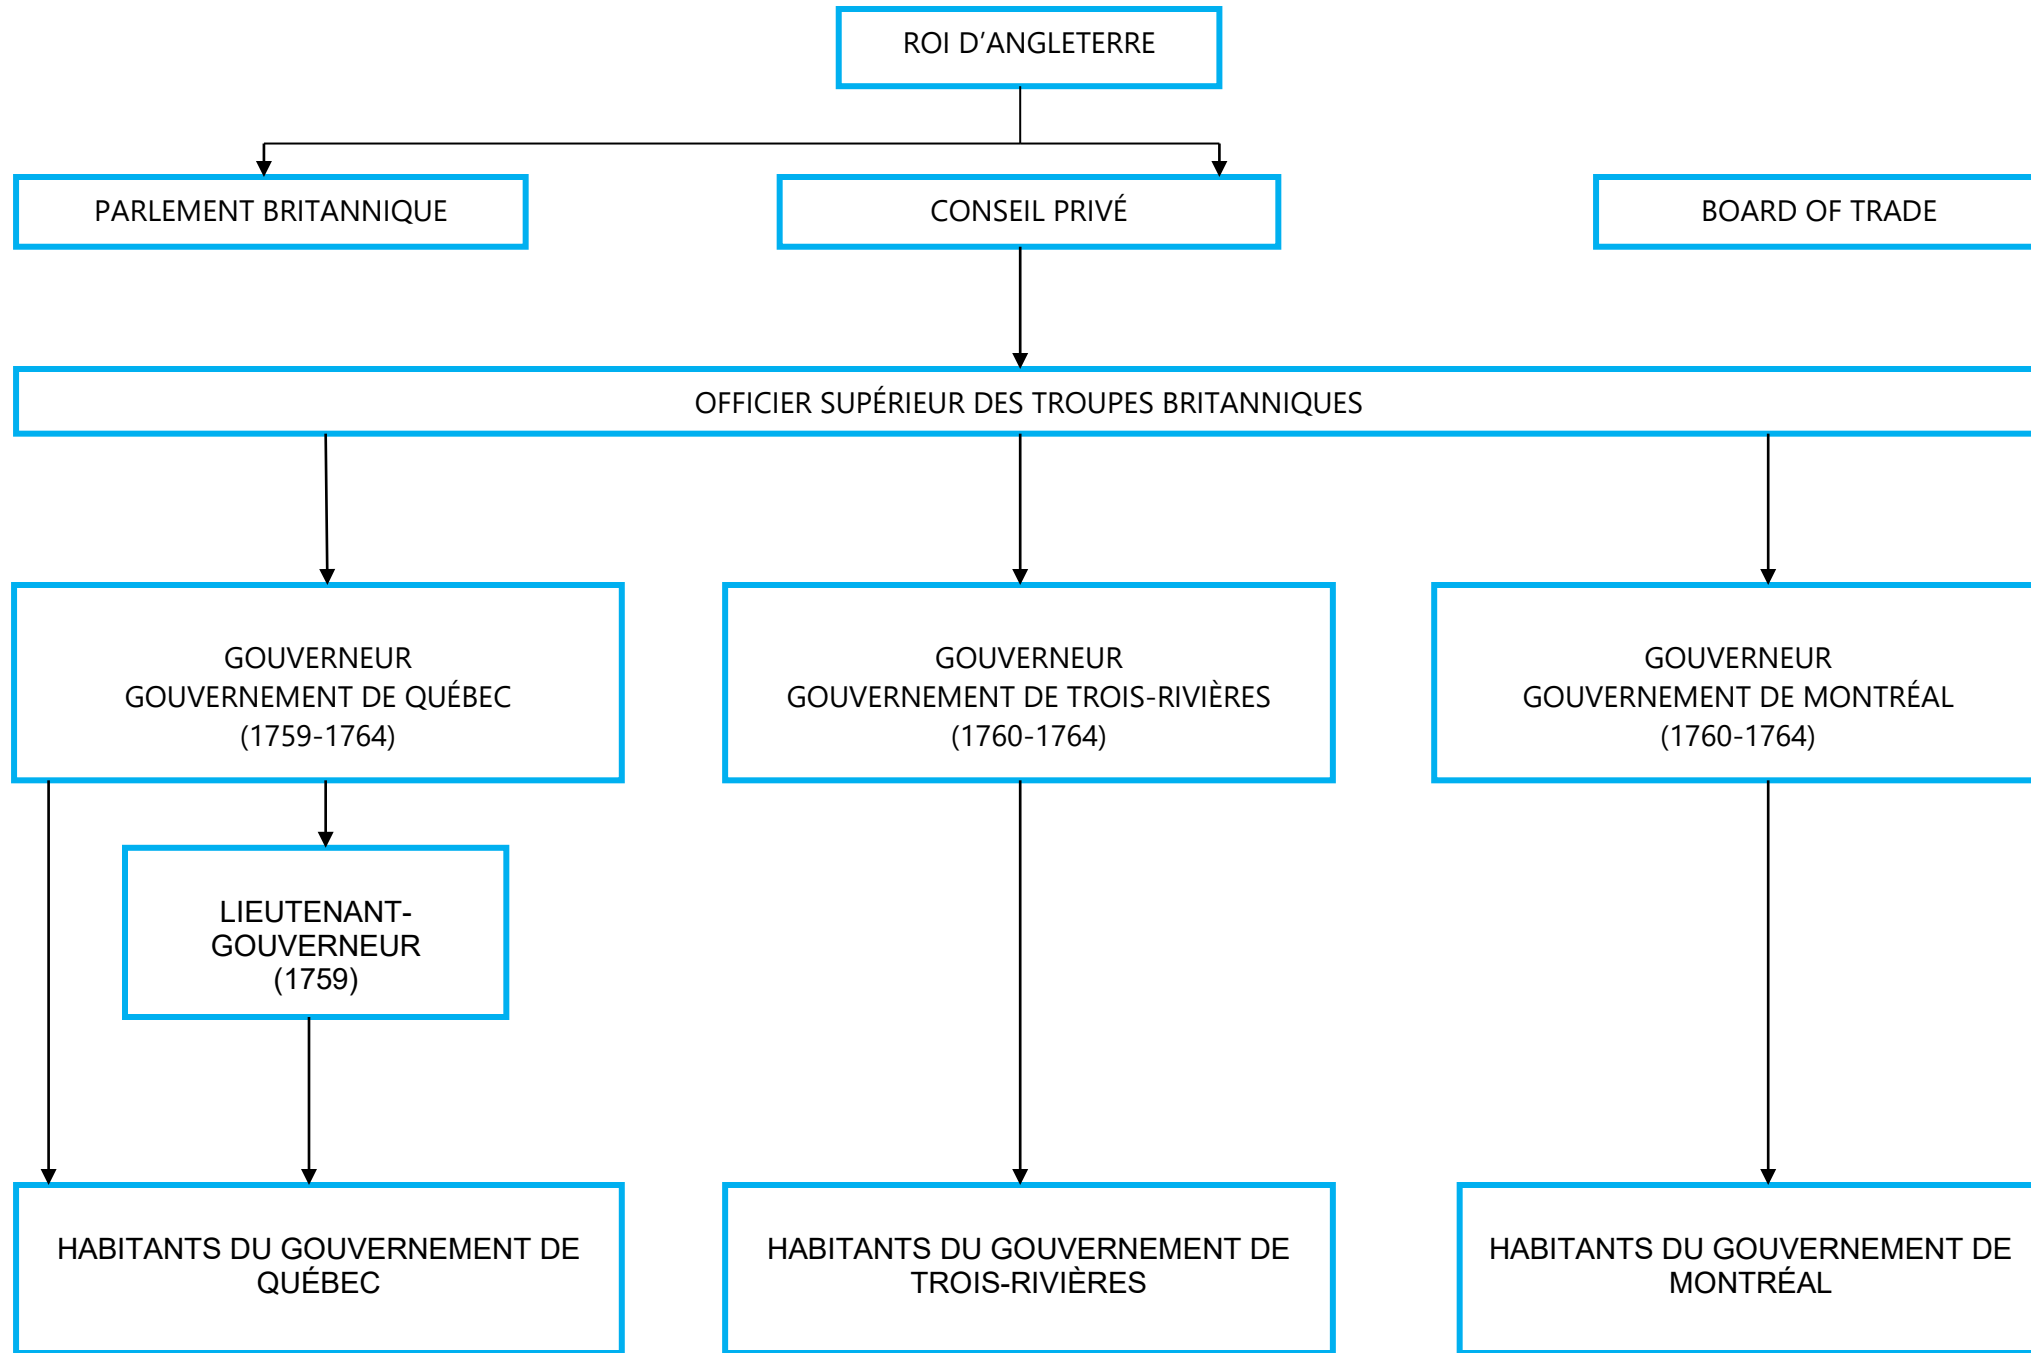 ROI D’ANGLETERRE
PARLEMENT BRITANNIQUE
CONSEIL PRIVÉ
BOARD OF TRADE
OFFICIER SUPÉRIEUR DES TROUPES BRITANNIQUES
GOUVERNEUR
GOUVERNEMENT DE QUÉBEC
(1759-1764)
GOUVERNEUR
GOUVERNEMENT DE TROIS-RIVIÈRES
(1760-1764)
GOUVERNEUR
GOUVERNEMENT DE MONTRÉAL
(1760-1764)
LIEUTENANT-
GOUVERNEUR
(1759)
HABITANTS DU GOUVERNEMENT DE
QUÉBEC
HABITANTS DU GOUVERNEMENT DE
TROIS-RIVIÈRES
HABITANTS DU GOUVERNEMENT DE
MONTRÉAL